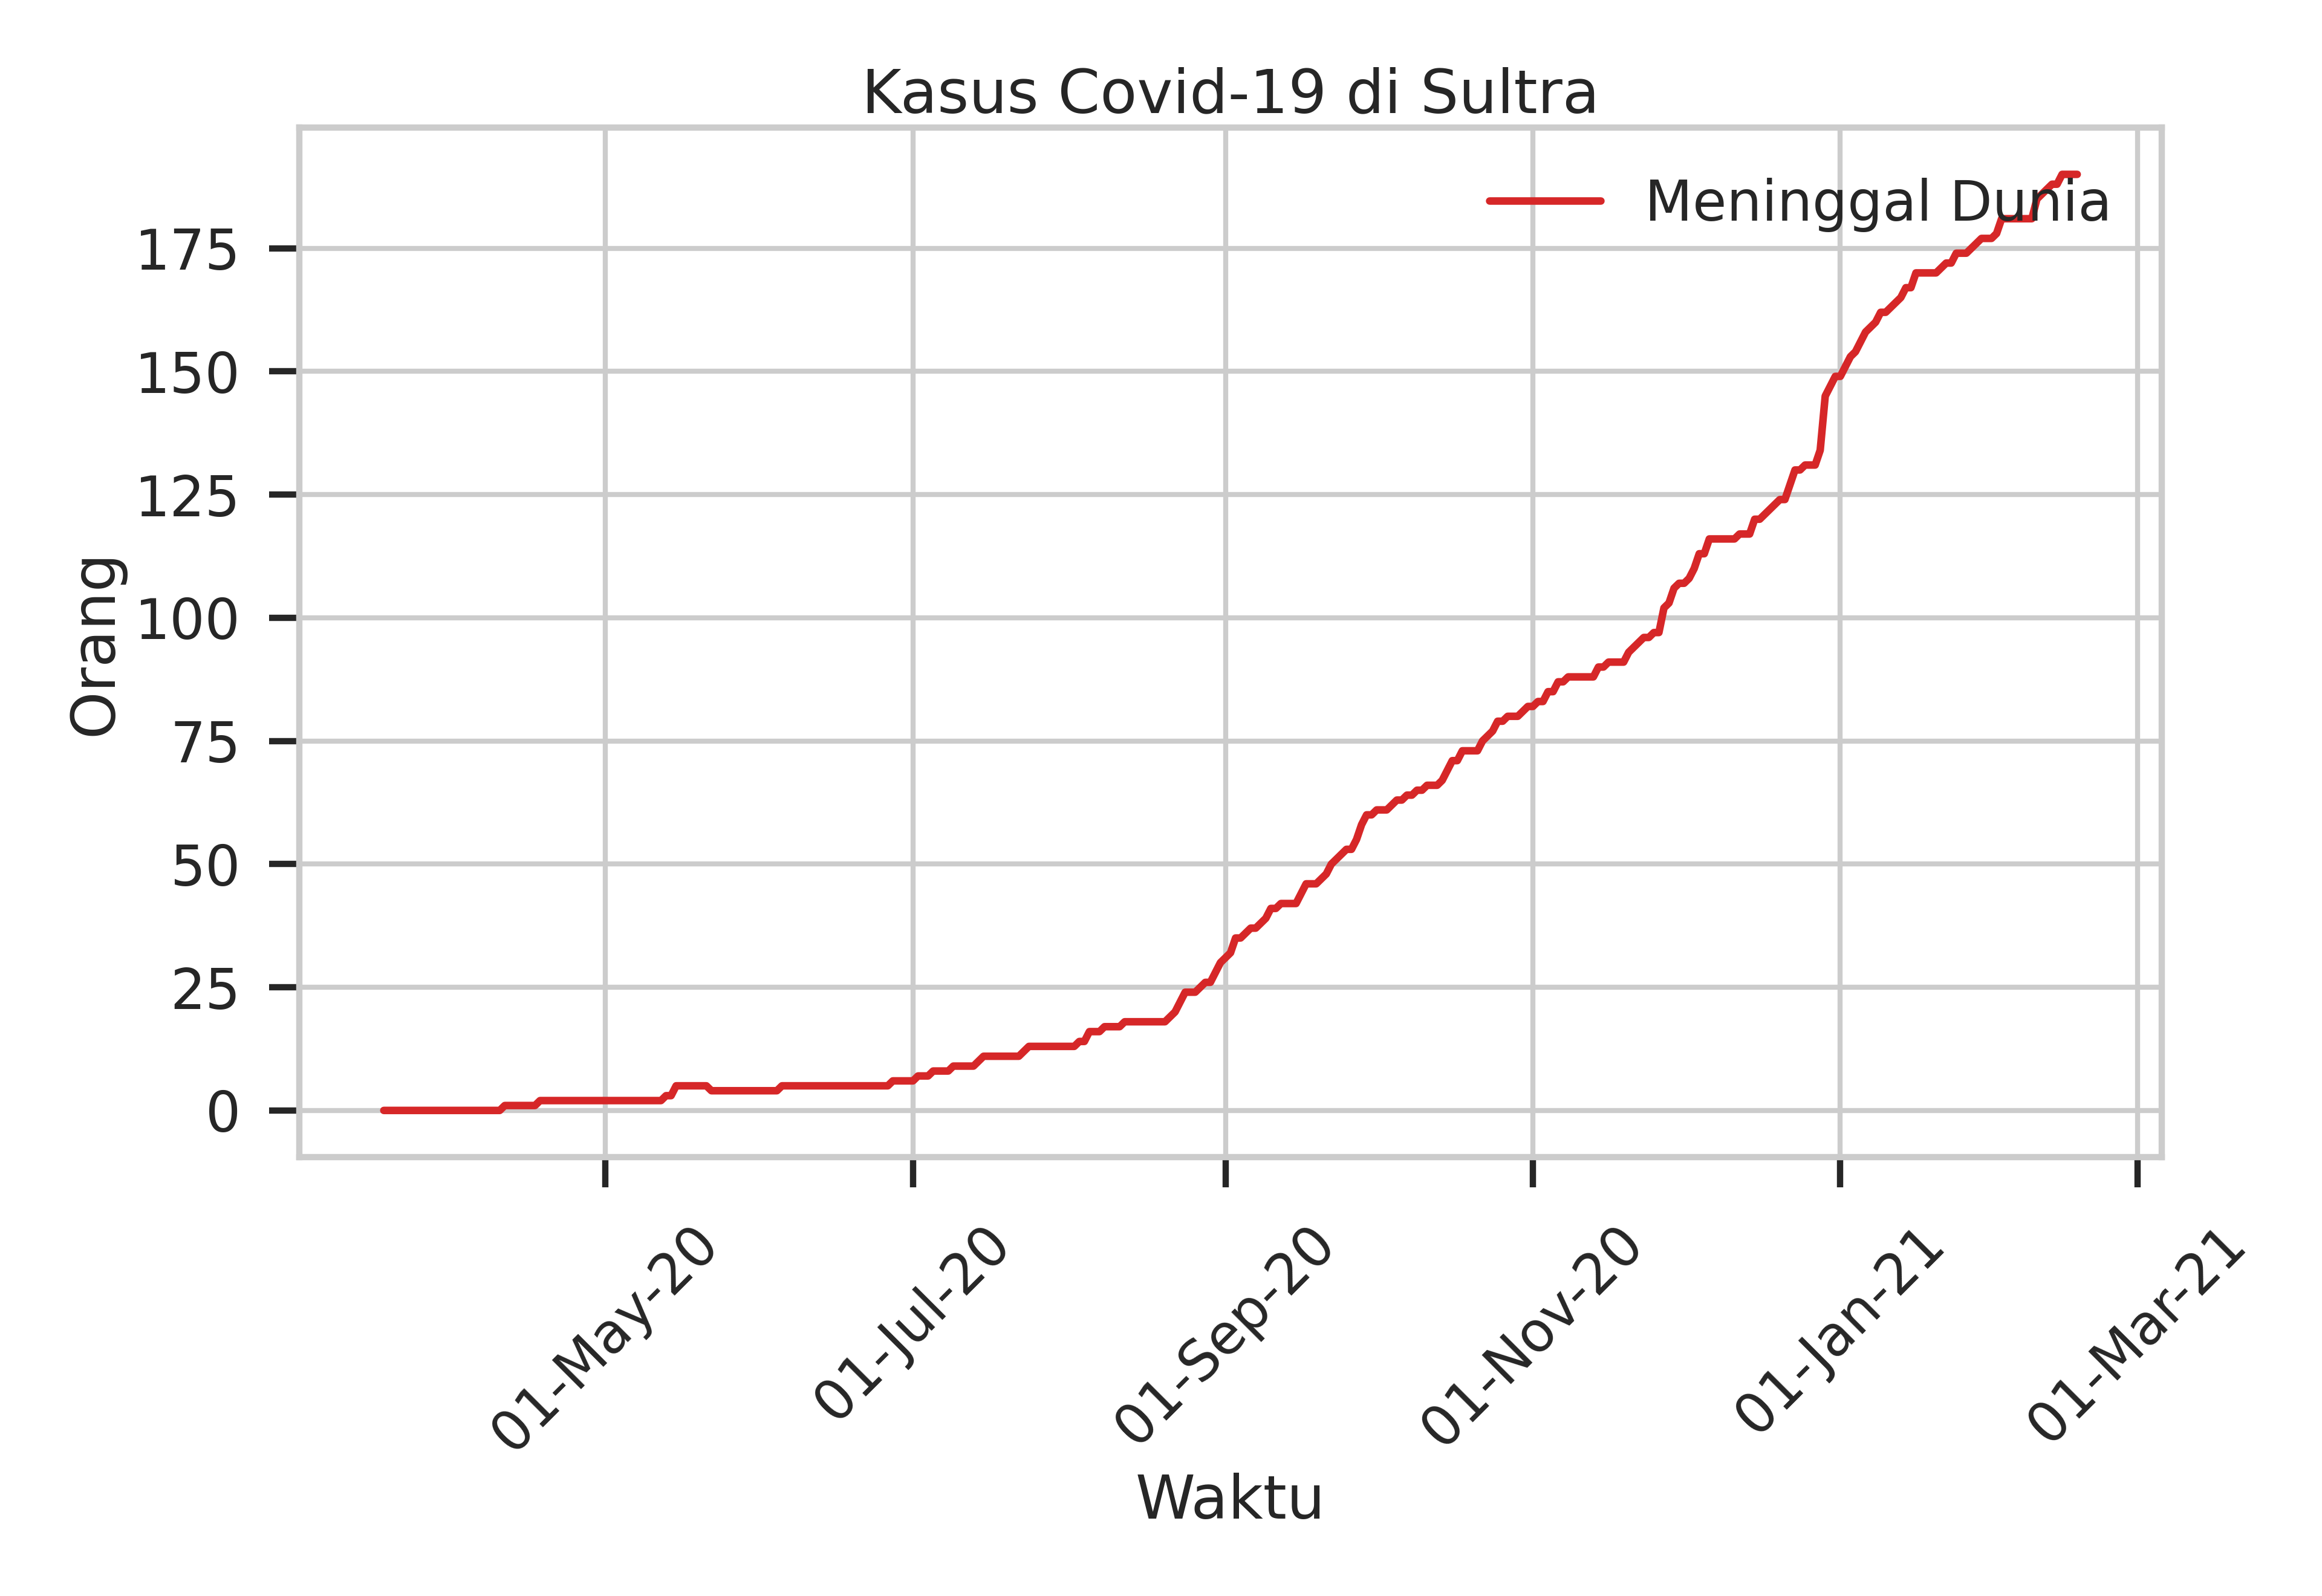 Kasus Covid-19 di Sultra
Meninggal Dunia
175
150
125
100
75
50
25
0
Orang
01-May-20
01-Jul-20
01-Sep-20
01-Nov-20
01-Jan-21
01-Mar-21
Waktu